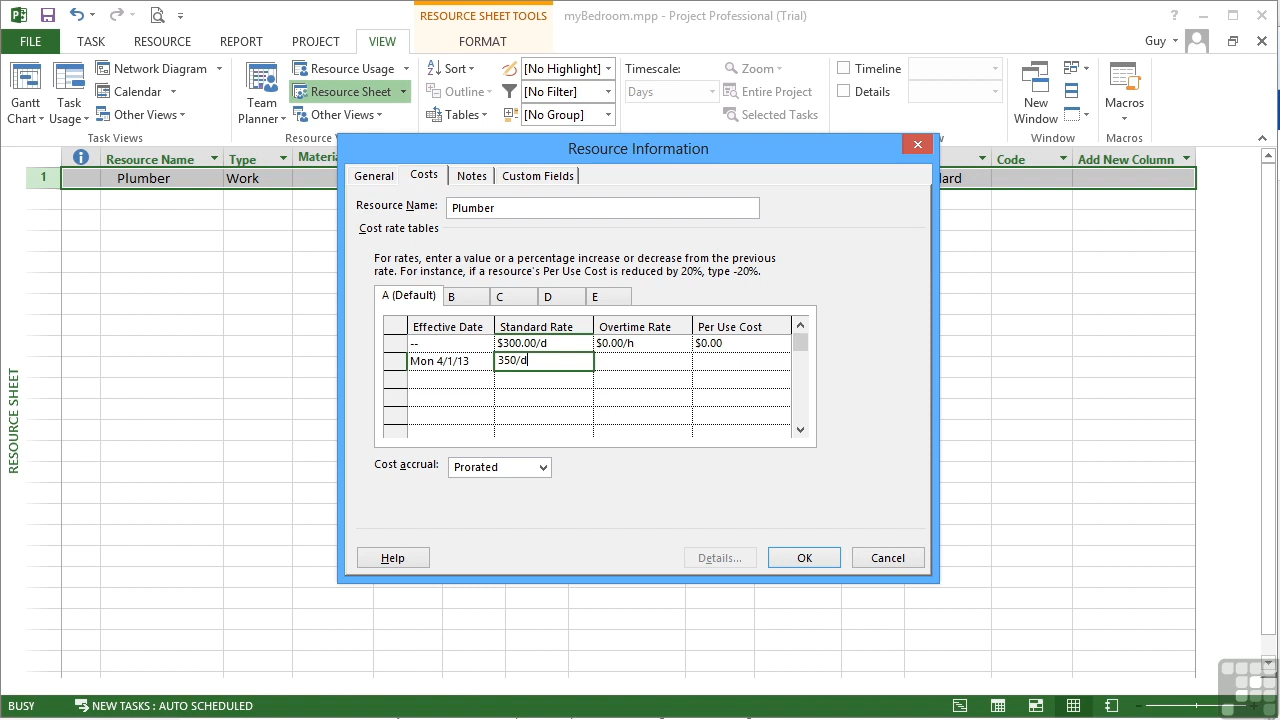 RESOURCE SHEET TOOLS
myBedroom.mpp - Project Professional (Trial)
?
FILE
TASK
RESOURCE
REPORT
PROJECT
VIEW
FORMAT
Guy
Gantt Chart
Task Usage
Network Diagram
Calendar
Other Views
Task Views
Team Planner
Resource Usage
Resource Sheet
Other Views
Resource V
Sort
Outline
Tables
[No Highlight]
[No Filter]
[No Group]
Timescale:
Days
Zoom
Entire Project
Selected Tasks
Timeline
Details
New Window
Window
Macros
Macros
Resource Name
Type
Materia
Code
Add New Column
1
Plumber
Work
dard
RESOURCE SHEET
Resource Information
General
Costs
Notes
Custom Fields
Resource Name:
Plumber
Cost rate tables
For rates, enter a value or a percentage increase or decrease from the previous
rate. For instance, if a resource's Per Use Cost is reduced by 20%, type -20%.
A (Default)
B
C
D
E
Effective Date
Standard Rate
Overtime Rate
Per Use Cost
--
$300.00/d
$0.00/h
$0.00
Mon 4/1/13
350/d
Cost accrual:
Prorated
Help
Details...
OK
Cancel
BUSY
NEW TASKS : AUTO SCHEDULED